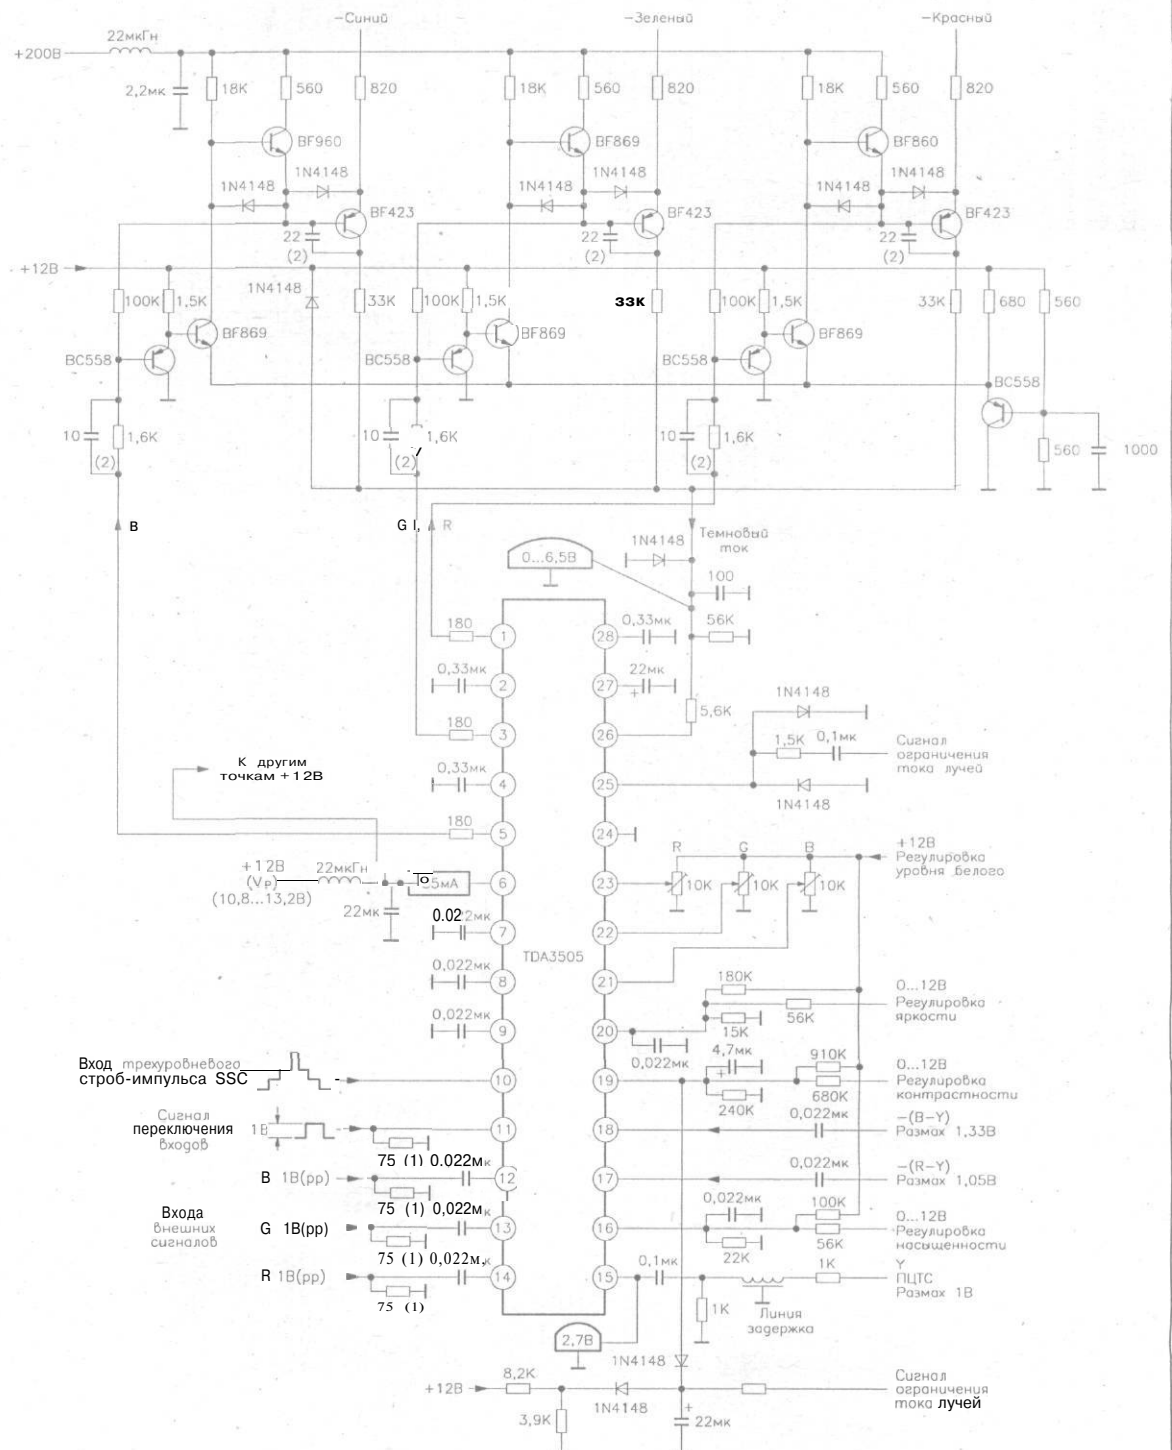 –Синий –Зеленый –Красный
22мкГн
+200В
2,2мк 18К 560 820 18К 560 820 18К 560 820
BF960 BF869 BF860
1N4148 1N4148 1N4148
1N4148 1N4148 1N4148
BF423 BF423 BF423
22 22 22
(2) (2) (2)
+12В
1N4148
100К 1,5К 33К 100К 1,5К 33К 100К 1,5К 33К 680 560
BF869 BF869 BF869
BC558 BC558 BC558 BC558
10 1,6К 10 1,6К 10 1,6К 560 1000
(2) (2) (2)
В G R
Темновый
ток
1N4148
0...6,5В
100
180 1 28 0,33мк 56К
0,33мк 2 27 22мк
+
1N4148
5,6К
180 3 26
1,5К 0,1мк
Сигнал
ограничения
тока лучей
К другим
точкам +12В
0,33мк 4 25
1N4148
180 5 24
+12В
R G B
Регулировка
уровня белого
+12В
(Vp)
(10,8...13,2В)
22мкГн
22мк
6 23 10К 10К 10К
0.022мк 7 22
TDA3505
0,022мк 8 21
180К
0...12В
Регулировка
яркости
0,022мк 9 20 15К 56К
0,022мк
Вход трехуровневого
строб-импульса SSC
10 19
4,7мк
+
240К
910К
680К
0...12В
Регулировка
контрастности
Сигнал
переключения
входов
1В
75 (1)
11 18
0,022мк
–(В–Y)
Размах 1,33В
B 1В(pp)
0.022мк
75 (1)
12 17
0,022мк
–(R–Y)
Размах 1,05В
Входа
внешних
сигналов
G 1В(pp)
0,022мк
75 (1)
13 16
0,022мк
22К
100К
56К
0...12В
Регулировка
насыщенности
R 1В(pp)
0,022м
75 (1)
14 15
0,1мк
1К
1К
Y
ПЦТС
Размах 1В
Линия
задержка
2,7В
1N4148
+12В
8,2К
3,9К
1N4148
+
22мк
Сигнал
ограничения
тока лучей